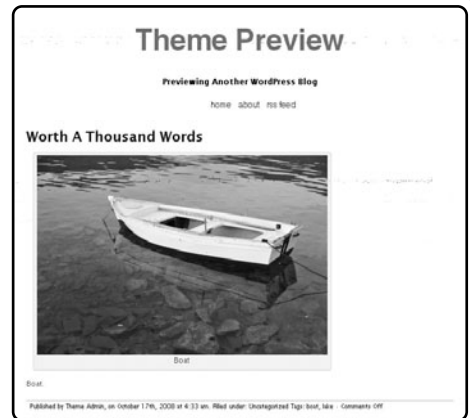 Theme Preview
Previewing Another WordPress Blog
home about rss feed
Worth A Thousand Words
Boat
Boat.
Published by Theme Admin, on October 17th, 2008 at 4:33 am. Filled under: Uncategorized Tags: boat, lake · Comments Off